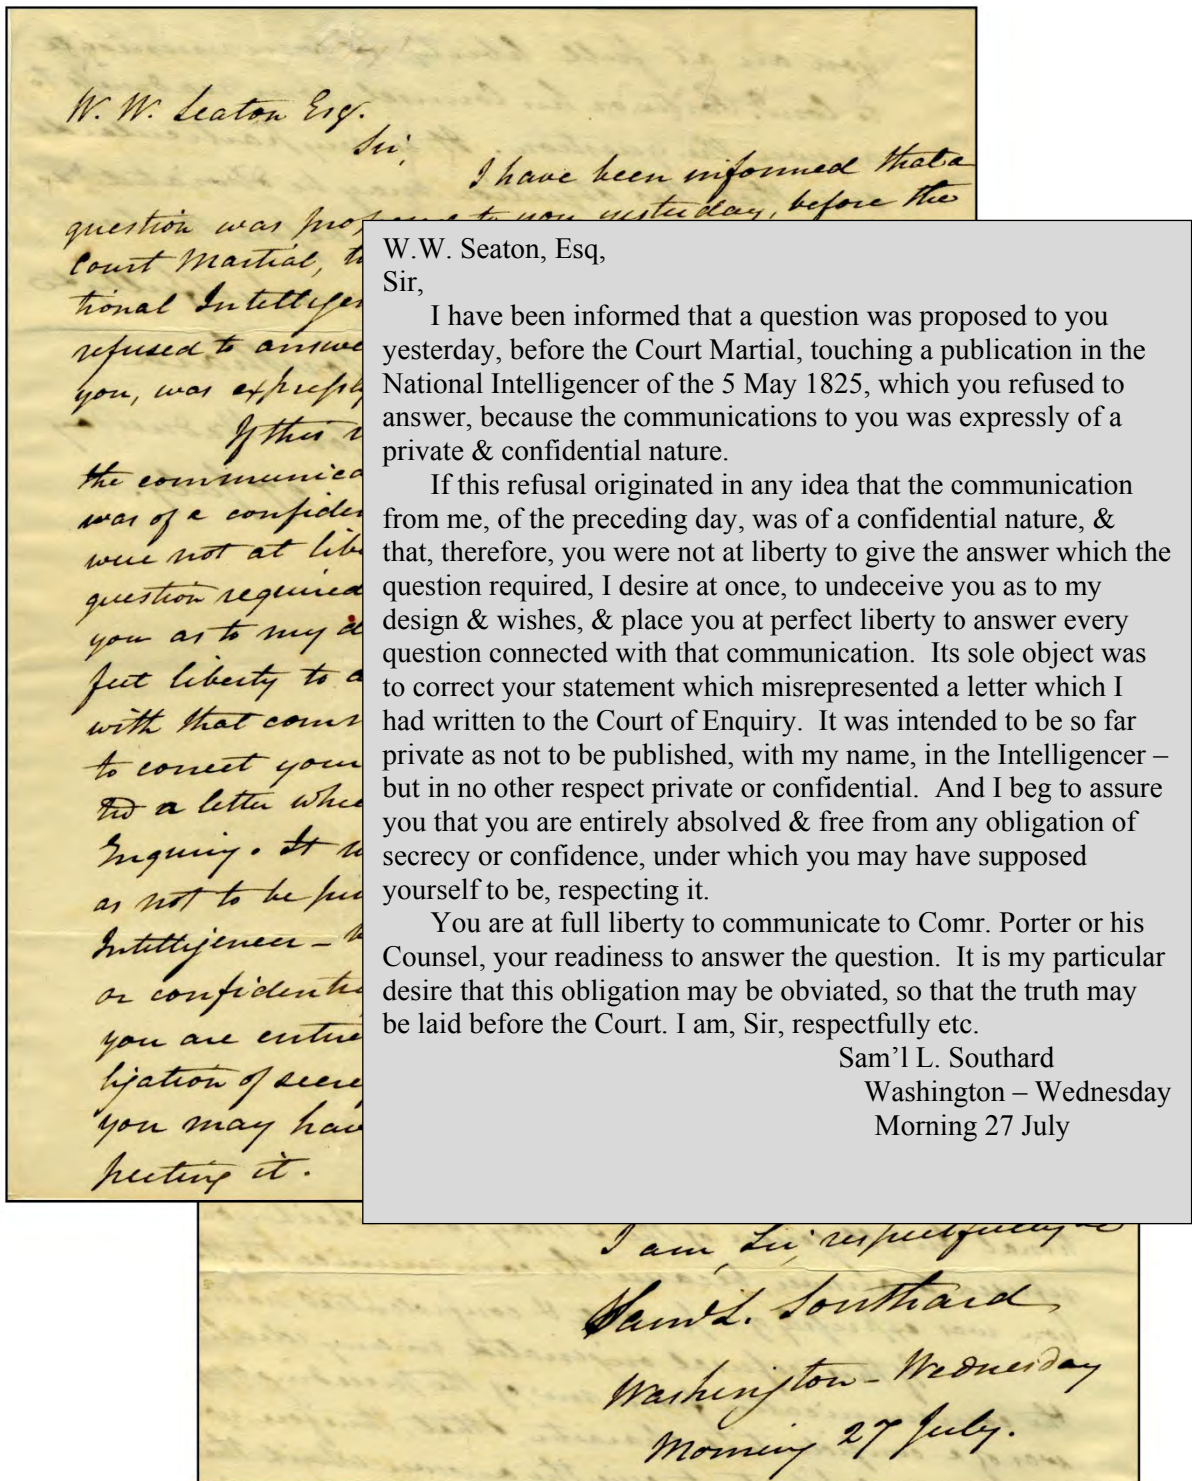 W. W. Seaton Esq.
Sir,
I have been informed that a
question was proposed to you yesterday, before the
Court Martial,
tional Intelligen
refused to answe
you, was expressly
If this
the communica
was of a confiden
were not at libe
question required
you as to my d
fect liberty to a
with that com
to correct your
ted a letter whic
Enquiry. It
as not to be pu
Intelligencer –
or confidentia
you are entire
ligation of secre
you may hav
pecting it.
W.W. Seaton, Esq,
Sir,
I have been informed that a question was proposed to you
yesterday, before the Court Martial, touching a publication in the
National Intelligencer of the 5 May 1825, which you refused to
answer, because the communications to you was expressly of a
private & confidential nature.
If this refusal originated in any idea that the communication
from me, of the preceding day, was of a confidential nature, &
that, therefore, you were not at liberty to give the answer which the
question required, I desire at once, to undeceive you as to my
design & wishes, & place you at perfect liberty to answer every
question connected with that communication. Its sole object was
to correct your statement which misrepresented a letter which I
had written to the Court of Enquiry. It was intended to be so far
private as not to be published, with my name, in the Intelligencer –
but in no other respect private or confidential. And I beg to assure
you that you are entirely absolved & free from any obligation of
secrecy or confidence, under which you may have supposed
yourself to be, respecting it.
You are at full liberty to communicate to Comr. Porter or his
Counsel, your readiness to answer the question. It is my particular
desire that this obligation may be obviated, so that the truth may
be laid before the Court. I am, Sir, respectfully etc.
Sam’l L. Southard
Washington – Wednesday
Morning 27 July
I am, Sir, respectfully &c
Sam'l L. Southard
Washington – Wednesday
Morning 27 July.